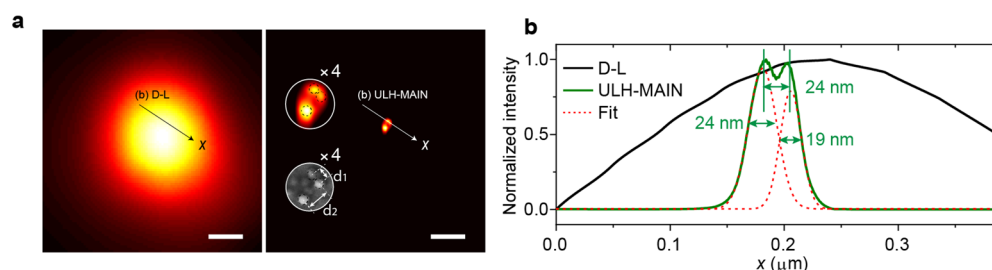 a
(b) D-L
x
× 4
(b) ULH-MAIN
x
× 4
d1
d2
b
Normalized intensity
1.0
0.5
0.0
D-L
ULH-MAIN
Fit
24 nm
24 nm
19 nm
0.0
0.1
0.2
0.3
x (μm)